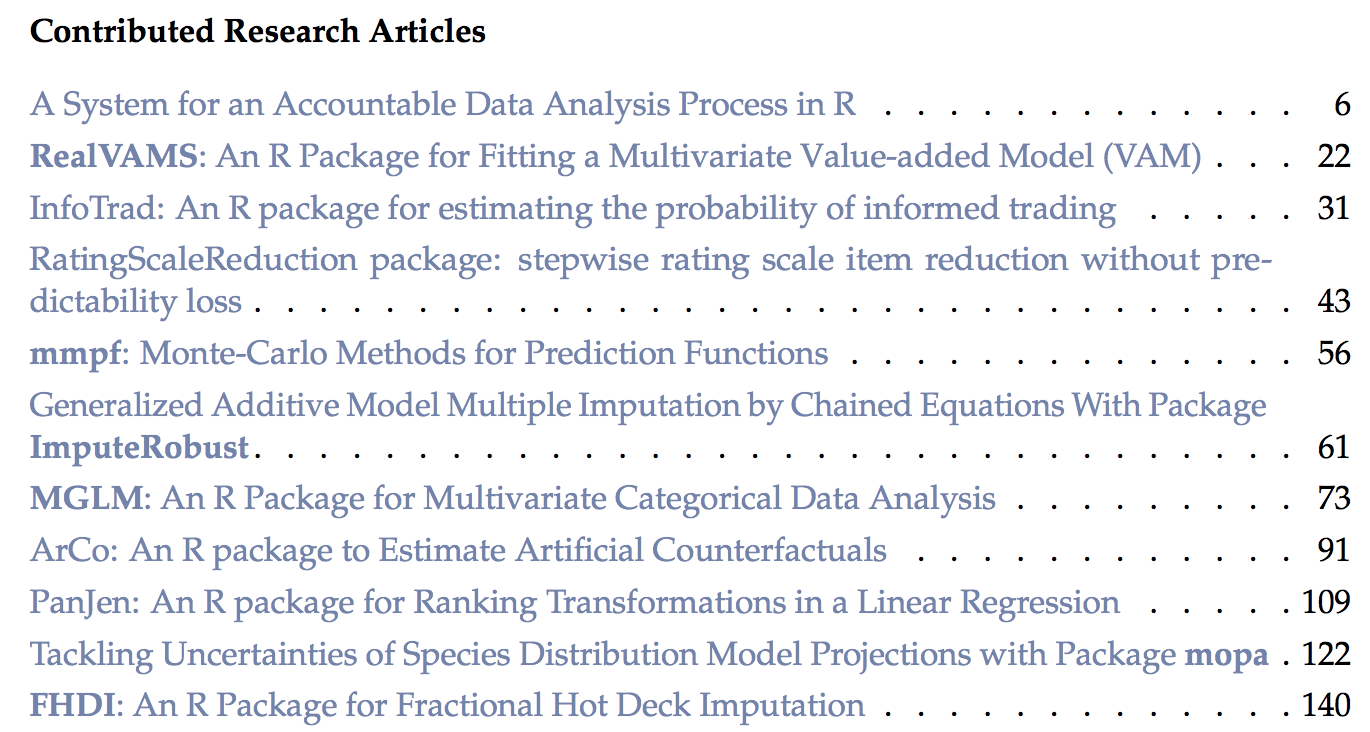 Contributed Research Articles
A System for an Accountable Data Analysis Process in R . . . . . . . . . . . . . 6
RealVAMS: An R Package for Fitting a Multivariate Value-added Model (VAM) . . . 22
InfoTrad: An R package for estimating the probability of informed trading . . . . . 31
RatingScaleReduction package: stepwise rating scale item reduction without pre-
dictability loss . . . . . . . . . . . . . . . . . . . . . . . . . . . . . . . . 43
mmpf: Monte-Carlo Methods for Prediction Functions . . . . . . . . . . . . . . 56
Generalized Additive Model Multiple Imputation by Chained Equations With Package
ImputeRobust. . . . . . . . . . . . . . . . . . . . . . . . . . . . . . . . 61
MGLM: An R Package for Multivariate Categorical Data Analysis . . . . . . . . . 73
ArCo: An R package to Estimate Artificial Counterfactuals . . . . . . . . . . . . 91
PanJen: An R package for Ranking Transformations in a Linear Regression . . . . . 109
Tackling Uncertainties of Species Distribution Model Projections with Package mopa . 122
FHDI: An R Package for Fractional Hot Deck Imputation . . . . . . . . . . . . . 140